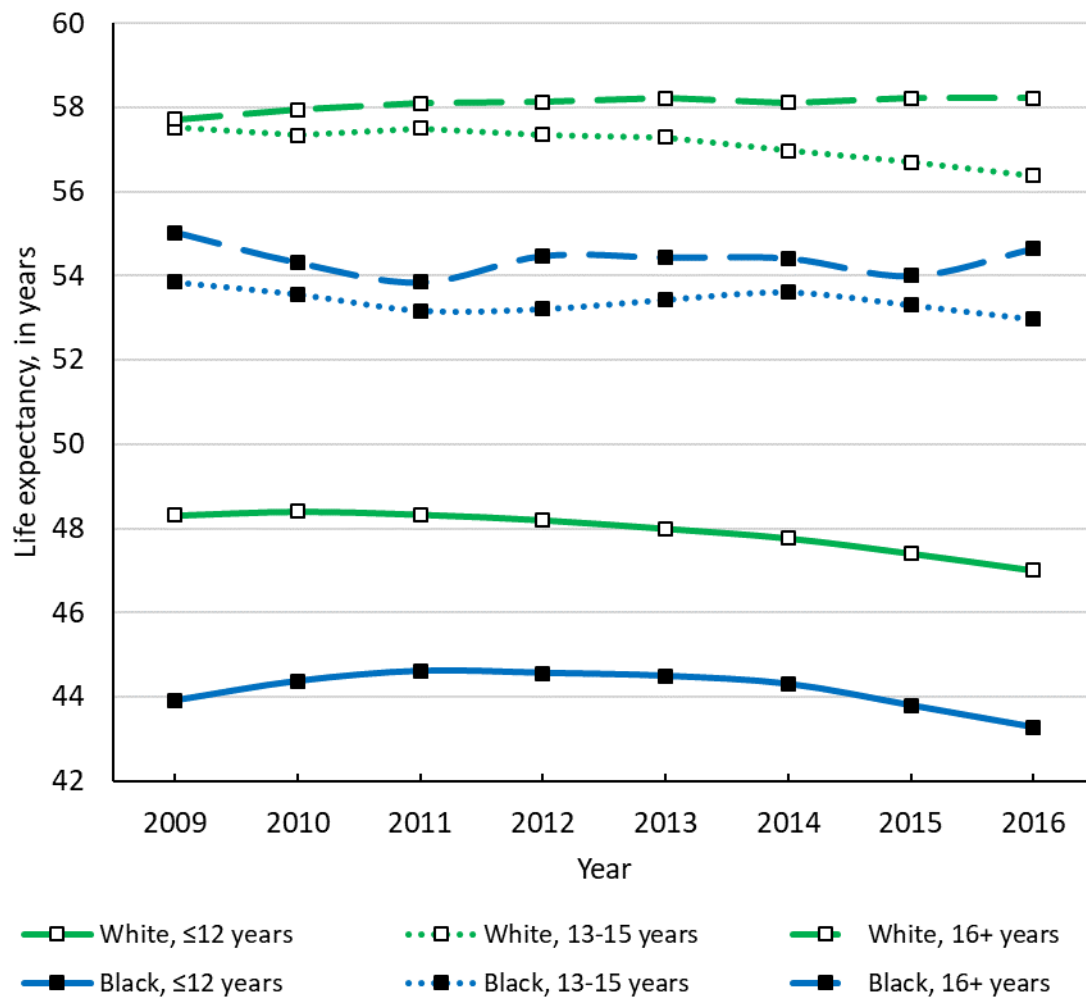 60
58
56
54
52
50
48
46
44
42
Life expectancy, in years
2009 2010 2011 2012 2013 2014 2015 2016
Year
White, ≤12 years White, 13-15 years White, 16+ years
Black, ≤12 years Black, 13-15 years Black, 16+ years